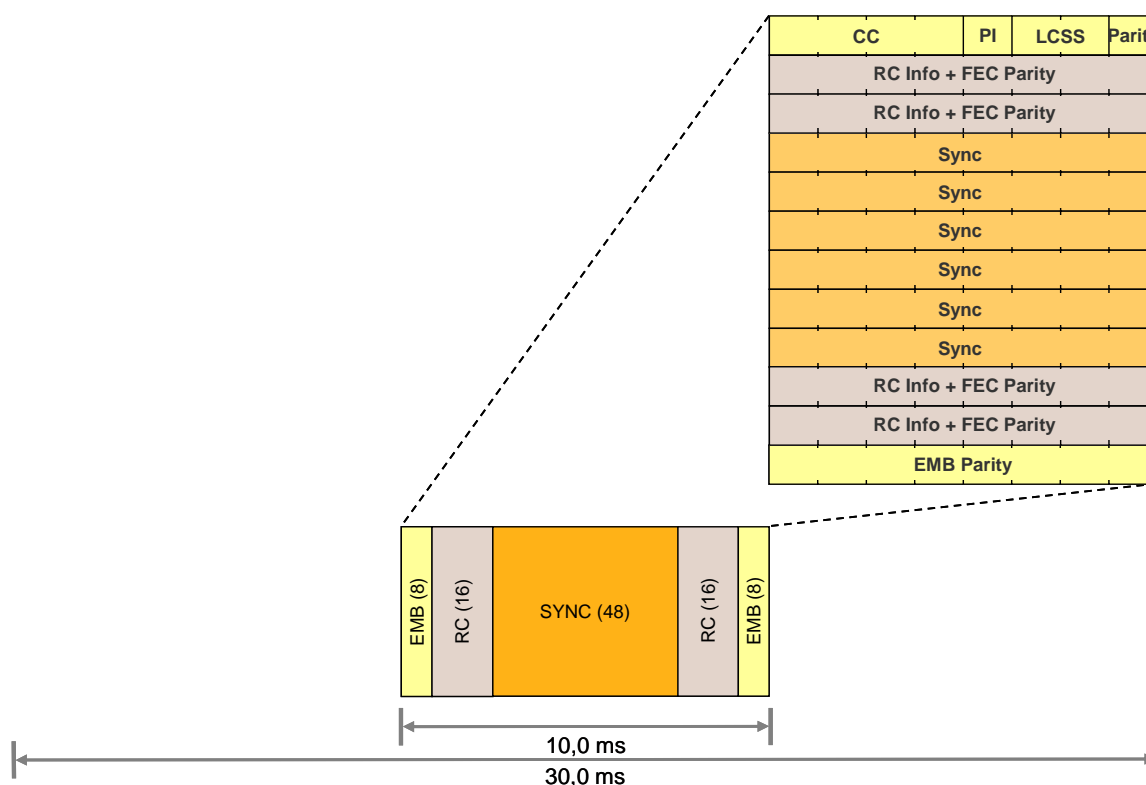 CC PI LCSS Parit
RC Info + FEC Parity
RC Info + FEC Parity
Sync
Sync
Sync
Sync
Sync
Sync
RC Info + FEC Parity
RC Info + FEC Parity
EMB Parity
EMB (8) RC (16) SYNC (48) RC (16) EMB (8)
10,0 ms
30,0 ms